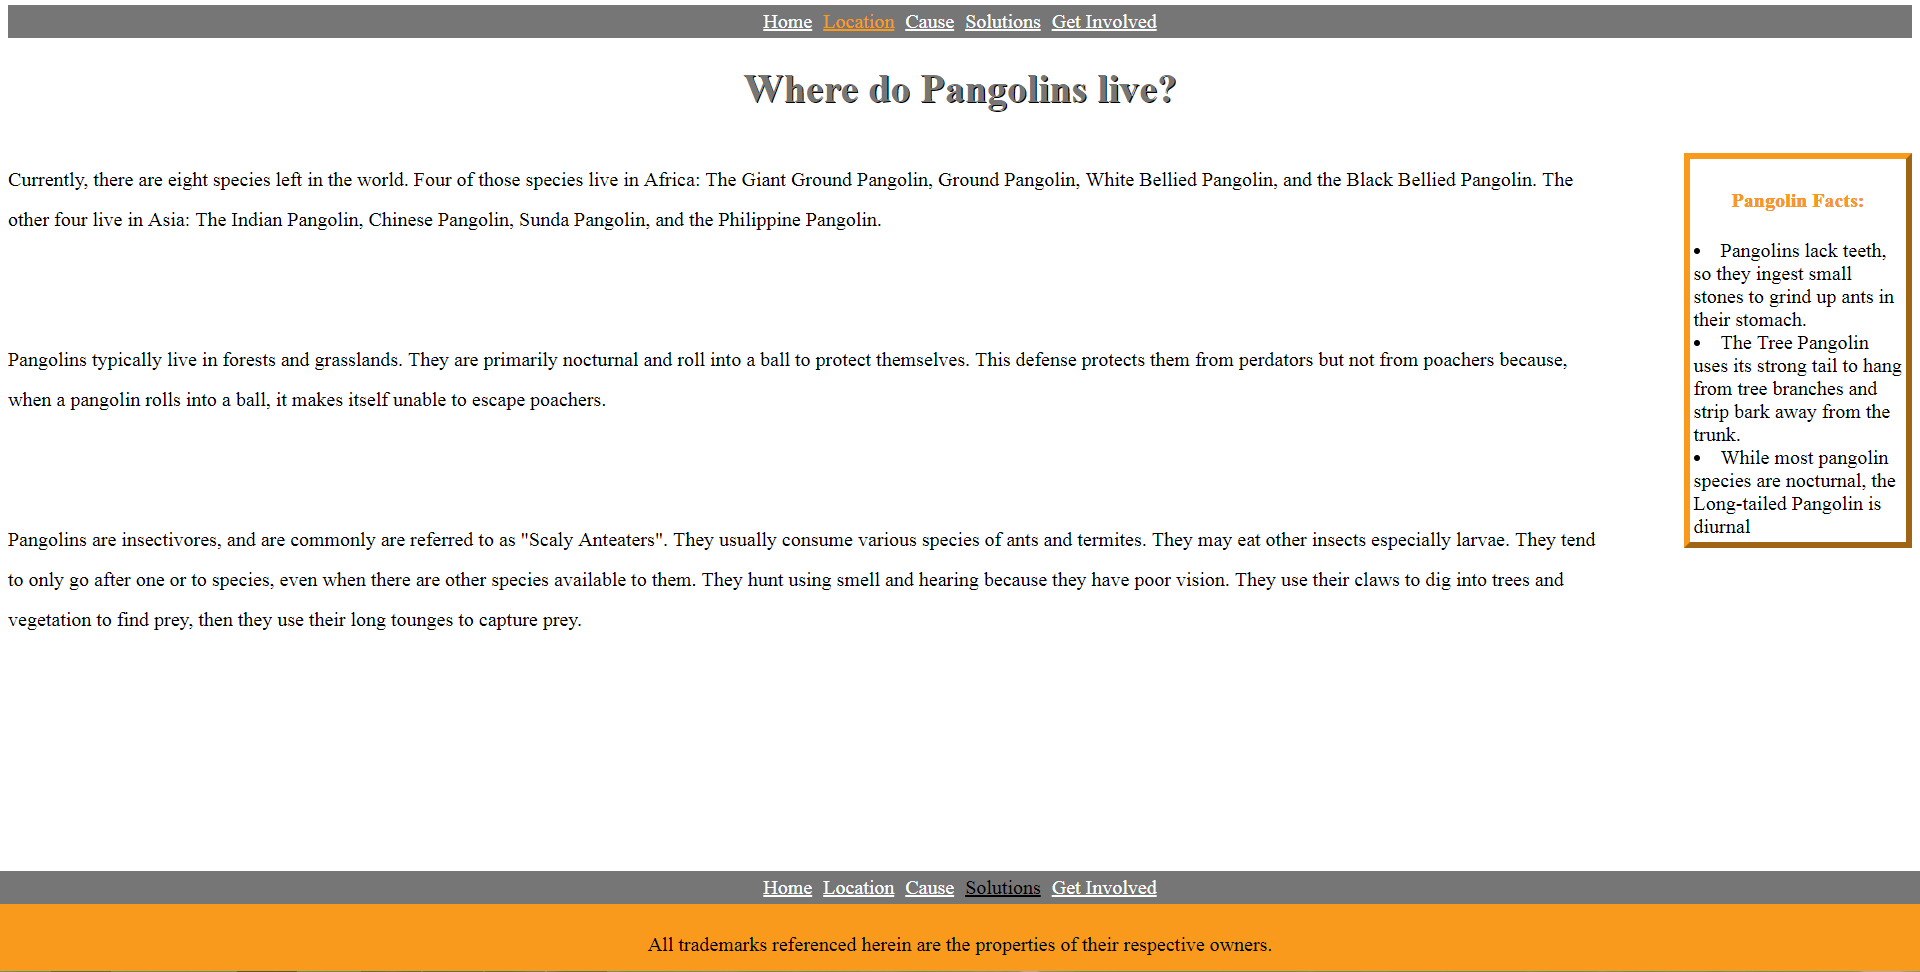 Home Location Cause Solutions Get Involved
Where do Pangolins live?
Currently, there are eight species left in the world. Four of those species live in Africa: The Giant Ground Pangolin, Ground Pangolin, White Bellied Pangolin, and the Black Bellied Pangolin. The
other four live in Asia: The Indian Pangolin, Chinese Pangolin, Sunda Pangolin, and the Philippine Pangolin.
Pangolins typically live in forests and grasslands. They are primarily nocturnal and roll into a ball to protect themselves. This defense protects them from perdators but not from poachers because,
when a pangolin rolls into a ball, it makes itself unable to escape poachers.
Pangolins are insectivores, and are commonly are referred to as "Scaly Anteaters". They usually consume various species of ants and termites. They may eat other insects especially larvae. They tend
to only go after one or to species, even when there are other species available to them. They hunt using smell and hearing because they have poor vision. They use their claws to dig into trees and
vegetation to find prey, then they use their long tounges to capture prey.
Pangolin Facts:
• Pangolins lack teeth,
so they ingest small
stones to grind up ants in
their stomach.
• The Tree Pangolin
uses its strong tail to hang
from tree branches and
strip bark away from the
trunk.
• While most pangolin
species are nocturnal, the
Long-tailed Pangolin is
diurnal
Home Location Cause Solutions Get Involved
All trademarks referenced herein are the properties of their respective owners.